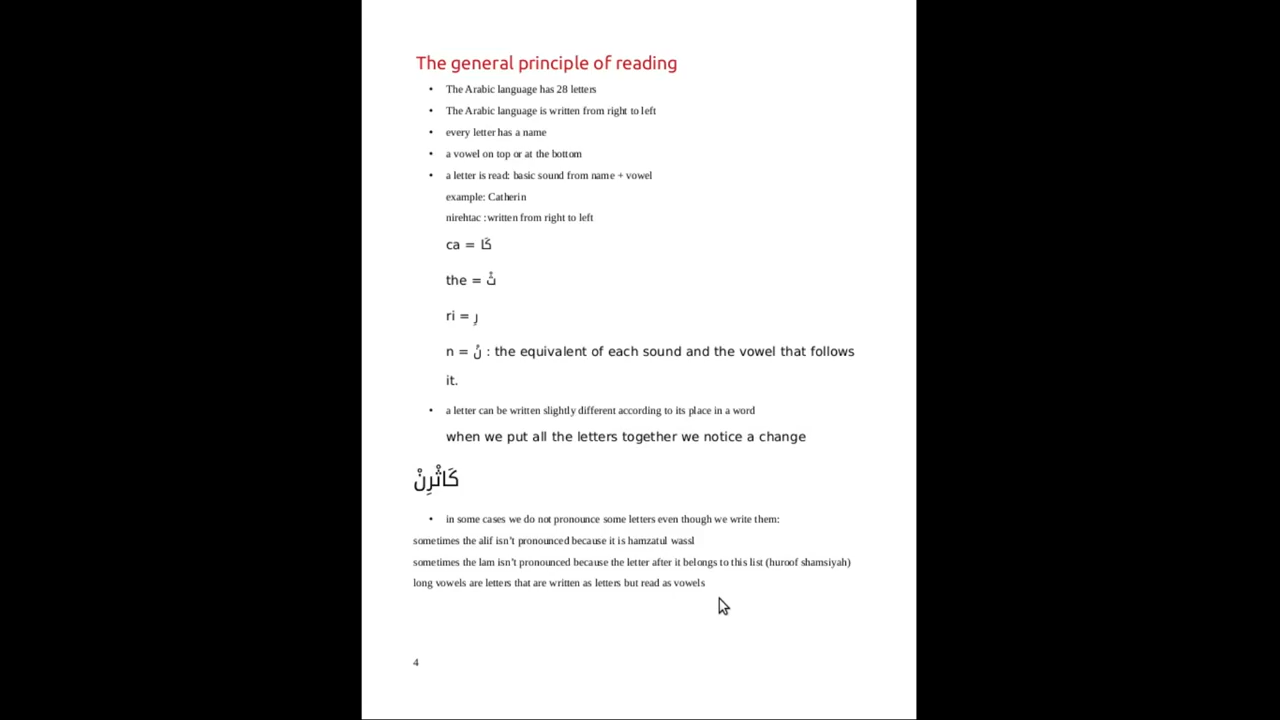 The general principle of reading
• The Arabic language has 28 letters
• The Arabic language is written from right to left
• every letter has a name
• a vowel on top or at the bottom
• a letter is read: basic sound from name + vowel
example: Catherin
nirehtac :written from right to left
ca = كَا
the = ثْ
ri = رِ
n = نْ : the equivalent of each sound and the vowel that follows
it.
• a letter can be written slightly different according to its place in a word
when we put all the letters together we notice a change
كَاثْرِنْ
• in some cases we do not pronounce some letters even though we write them:
sometimes the alif isn't pronounced because it is hamzatul wassl
sometimes the lam isn't pronounced because the letter after it belongs to this list (huroof shamsiyah)
long vowels are letters that are written as letters but read as vowels
4